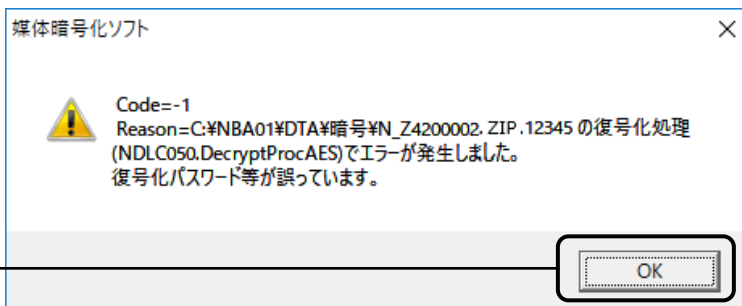 媒体暗号化ソフト
Code=-1
Reason=C:¥NBA01¥DTA¥暗号¥N_Z4200002.ZIP.12345 の復号化処理
(NDLC050.DecryptProcAES)でエラーが発生しました。
復号化パスワード等が誤っています。
OK